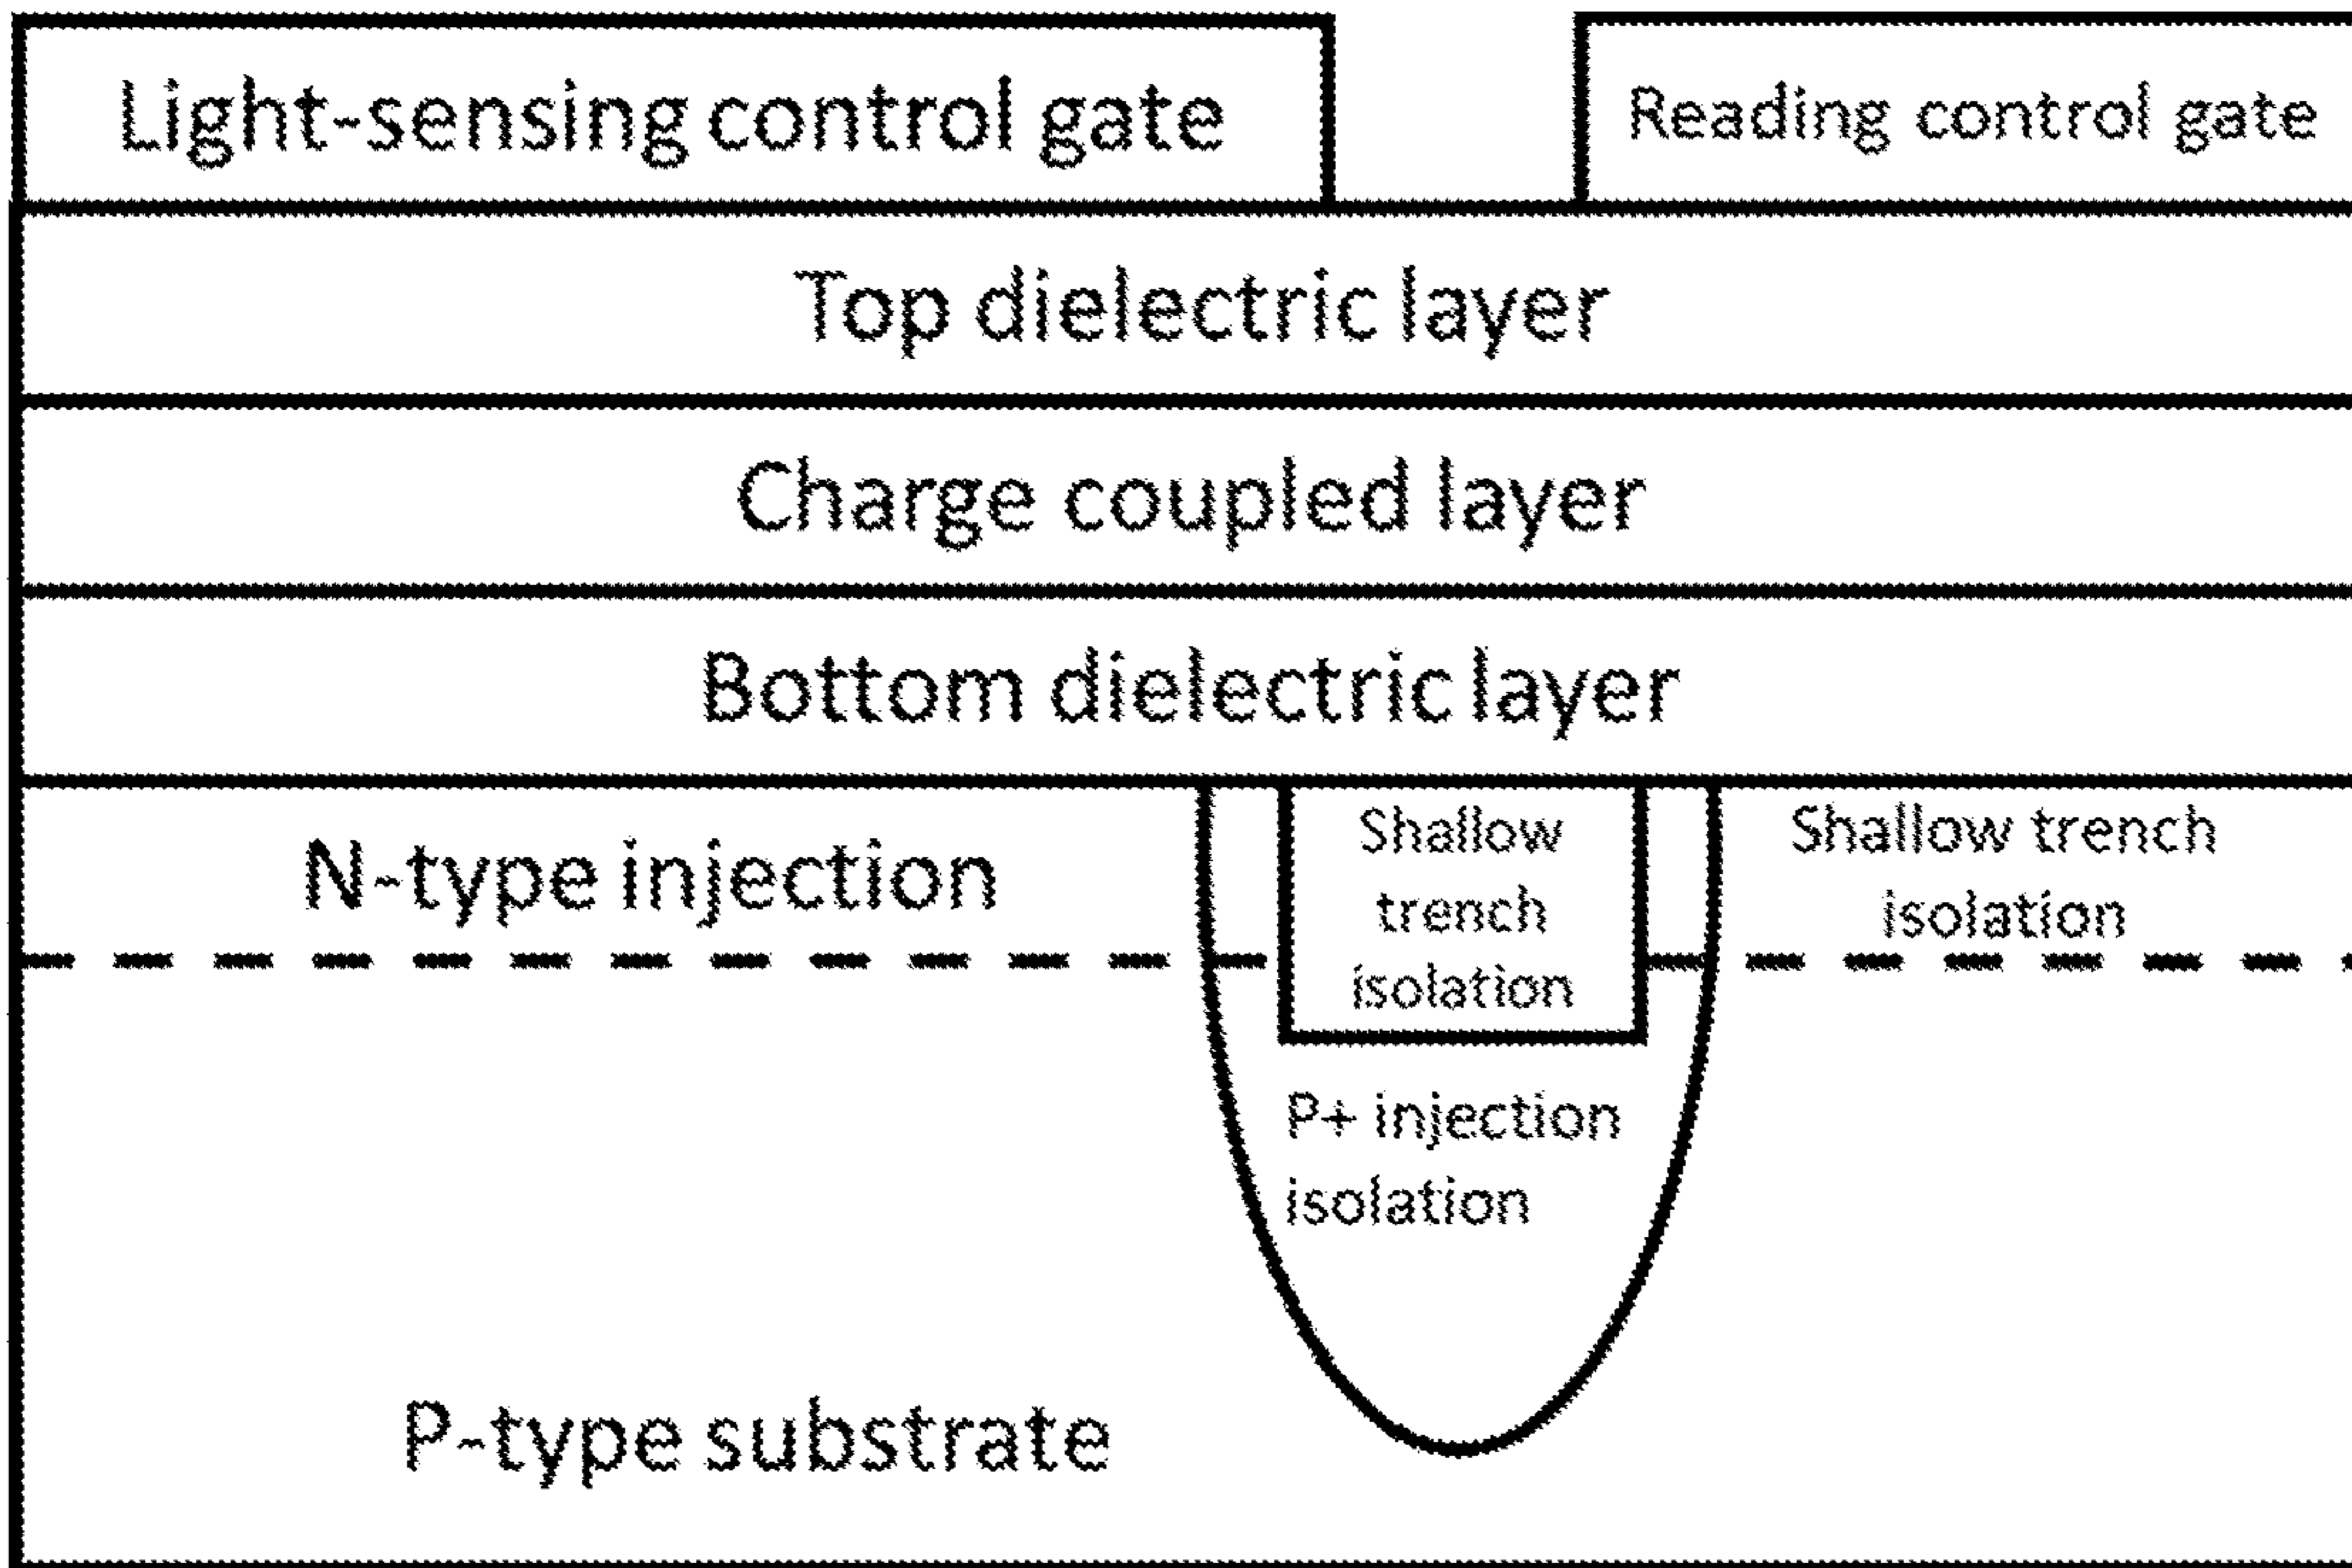 Light-sensing control gate
Reading control gate
Top dielectric layer
Charge coupled layer
Bottom dielectric layer
N-type injection
Shallow
trench
isolation
Shallow trench
isolation
P+ injection
isolation
P-type substrate